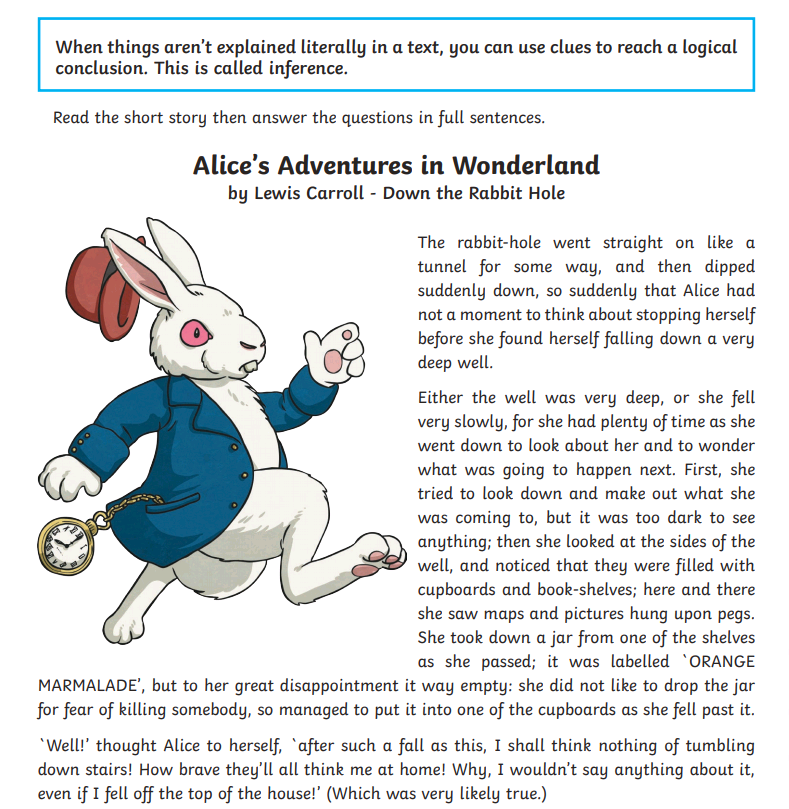 When things aren't explained literally in a text, you can use clues to reach a logical
conclusion. This is called inference.
Read the short story then answer the questions in full sentences.
Alice's Adventures in Wonderland
by Lewis Carroll - Down the Rabbit Hole
The rabbit-hole went straight on like a
tunnel for some way, and then dipped
suddenly down, so suddenly that Alice had
not a moment to think about stopping herself
before she found herself falling down a very
deep well.
Either the well was very deep, or she fell
very slowly, for she had plenty of time as she
went down to look about her and to wonder
what was going to happen next. First, she
tried to look down and make out what she
was coming to, but it was too dark to see
anything; then she looked at the sides of the
well, and noticed that they were filled with
cupboards and book-shelves; here and there
she saw maps and pictures hung upon pegs.
She took down a jar from one of the shelves
as she passed; it was labelled `ORANGE
MARMALADE', but to her great disappointment it way empty: she did not like to drop the jar
for fear of killing somebody, so managed to put it into one of the cupboards as she fell past it.
`Well!' thought Alice to herself, `after such a fall as this, I shall think nothing of tumbling
down stairs! How brave they'll all think me at home! Why, I wouldn't say anything about it,
even if I fell off the top of the house!' (Which was very likely true.)